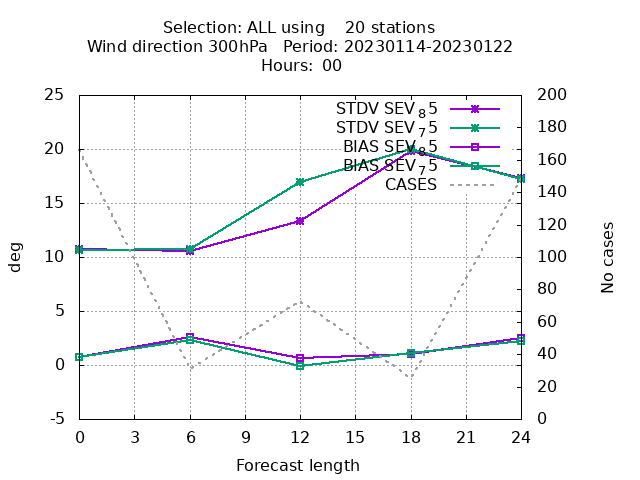 Selection: ALL using 20 stations
Wind direction 300hPa Period: 20230114-20230122
Hours: 00
25 200
STDV SEV 8 5
180
STDV SEV 7 5
20 BIAS SEV 8 5 160
BIAS SEV 7 5
CASES
140
15
120
10 100
80
5
60
0 40
20
-5 0
0 3 6 9 12 15 18 21 24
deg
No cases
Forecast length